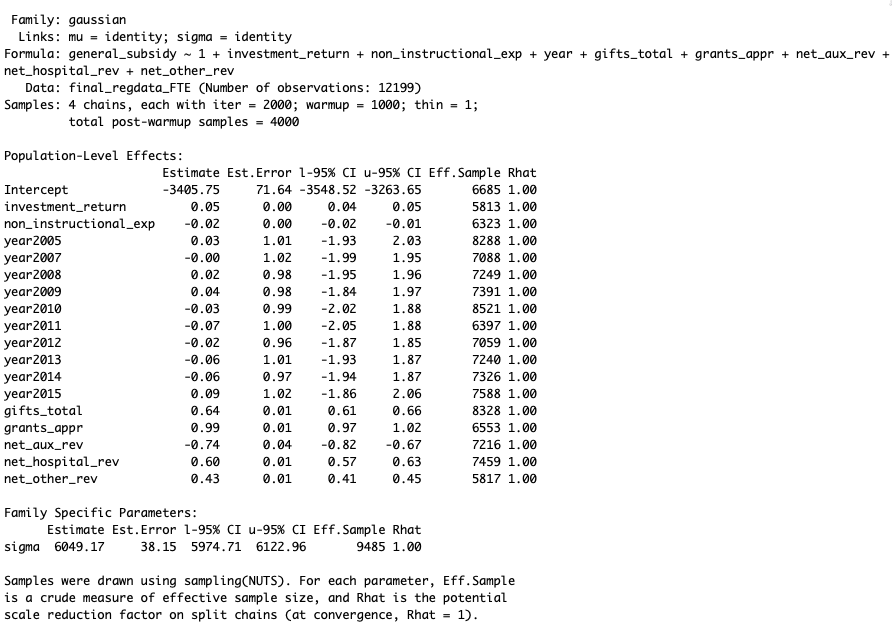 Family: gaussian
Links: mu = identity; sigma = identity
Formula: general_subsidy ~ 1 + investment_return + non_instructional_exp + year + gifts_total + grants_appr + net_aux_rev +
net_hospital_rev + net_other_rev
Data: final_regdata_FTE (Number of observations: 12199)
Samples: 4 chains, each with iter = 2000; warmup = 1000; thin = 1;
total post-warmup samples = 4000
Population-Level Effects:
Estimate Est.Error l-95% CI u-95% CI Eff.Sample Rhat
Intercept -3405.75 71.64 -3548.52 -3263.65 6685 1.00
investment_return 0.05 0.00 0.04 0.05 5813 1.00
non_instructional_exp -0.02 0.00 -0.02 -0.01 6323 1.00
year2005 0.03 1.01 -1.93 2.03 8288 1.00
year2007 -0.00 1.02 -1.99 1.95 7088 1.00
year2008 0.02 0.98 -1.95 1.96 7249 1.00
year2009 0.04 0.98 -1.84 1.97 7391 1.00
year2010 -0.03 0.99 -2.02 1.88 8521 1.00
year2011 -0.07 1.00 -2.05 1.88 6397 1.00
year2012 -0.02 0.96 -1.87 1.85 7059 1.00
year2013 -0.06 1.01 -1.93 1.87 7240 1.00
year2014 -0.06 0.97 -1.94 1.87 7326 1.00
year2015 0.09 1.02 -1.86 2.06 7588 1.00
gifts_total 0.64 0.01 0.61 0.66 8328 1.00
grants_appr 0.99 0.01 0.97 1.02 6553 1.00
net_aux_rev -0.74 0.04 -0.82 -0.67 7216 1.00
net_hospital_rev 0.60 0.01 0.57 0.63 7459 1.00
net_other_rev 0.43 0.01 0.41 0.45 5817 1.00
Family Specific Parameters:
Estimate Est.Error l-95% CI u-95% CI Eff.Sample Rhat
sigma 6049.17 38.15 5974.71 6122.96 9485 1.00
Samples were drawn using sampling(NUTS). For each parameter, Eff.Sample
is a crude measure of effective sample size, and Rhat is the potential
scale reduction factor on split chains (at convergence, Rhat = 1).